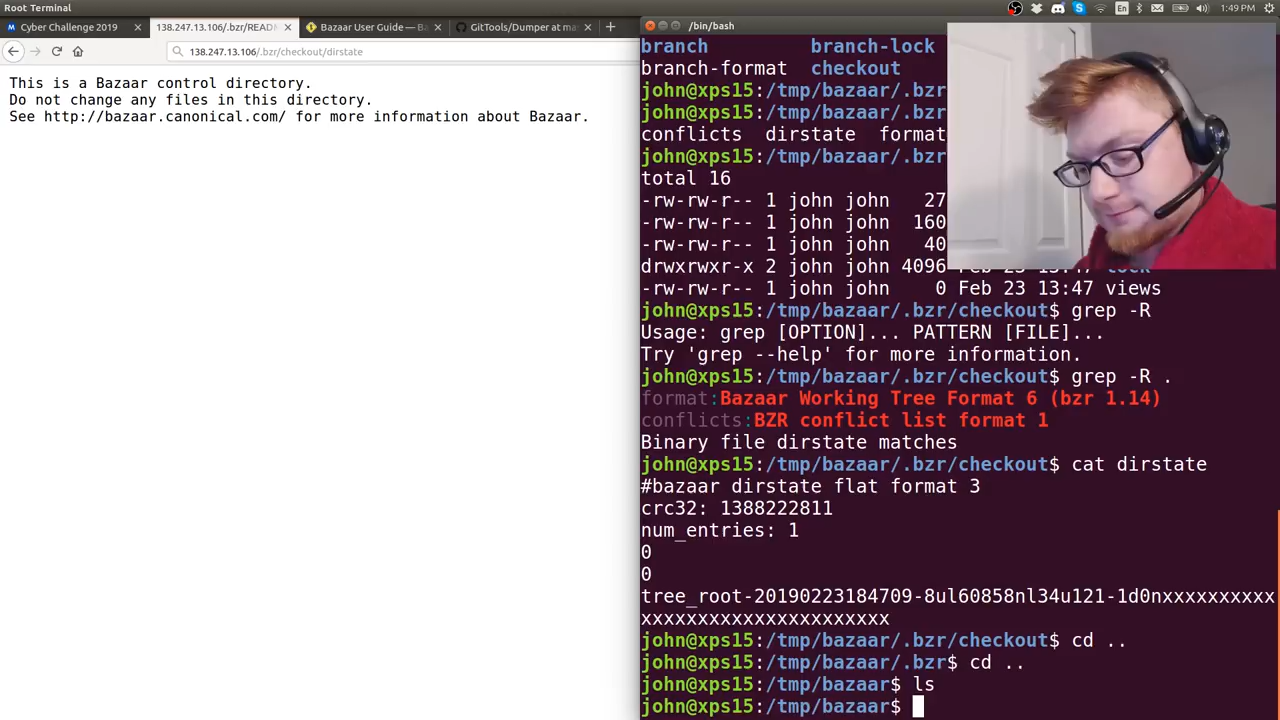 Root Terminal
En
1:49 PM
Cyber Challenge 2019
138.247.13.106/.bzr/READM
Bazaar User Guide — Ba
GitTools/Dumper at mas
/bin/bash
138.247.13.106/.bzr/checkout/dirstate
This is a Bazaar control directory.
Do not change any files in this directory.
See http://bazaar.canonical.com/ for more information about Bazaar.
branch branch-lock
branch-format checkout
john@xps15:/tmp/bazaar/.bzr
john@xps15:/tmp/bazaar/.bzr
conflicts dirstate format
john@xps15:/tmp/bazaar/.bzr
total 16
-rw-rw-r-- 1 john john 27
-rw-rw-r-- 1 john john 160
-rw-rw-r-- 1 john john 40
drwxrwxr-x 2 john john 4096 Feb 23 13:47 lock
-rw-rw-r-- 1 john john 0 Feb 23 13:47 views
john@xps15:/tmp/bazaar/.bzr/checkout$ grep -R
Usage: grep [OPTION]... PATTERN [FILE]...
Try 'grep --help' for more information.
john@xps15:/tmp/bazaar/.bzr/checkout$ grep -R .
format:Bazaar Working Tree Format 6 (bzr 1.14)
conflicts:BZR conflict list format 1
Binary file dirstate matches
john@xps15:/tmp/bazaar/.bzr/checkout$ cat dirstate
#bazaar dirstate flat format 3
crc32: 1388222811
num_entries: 1
0
0
tree_root-20190223184709-8ul60858nl34u121-1d0nxxxxxxxxxx
xxxxxxxxxxxxxxxxxxxxxx
john@xps15:/tmp/bazaar/.bzr/checkout$ cd ..
john@xps15:/tmp/bazaar/.bzr$ cd ..
john@xps15:/tmp/bazaar$ ls
john@xps15:/tmp/bazaar$